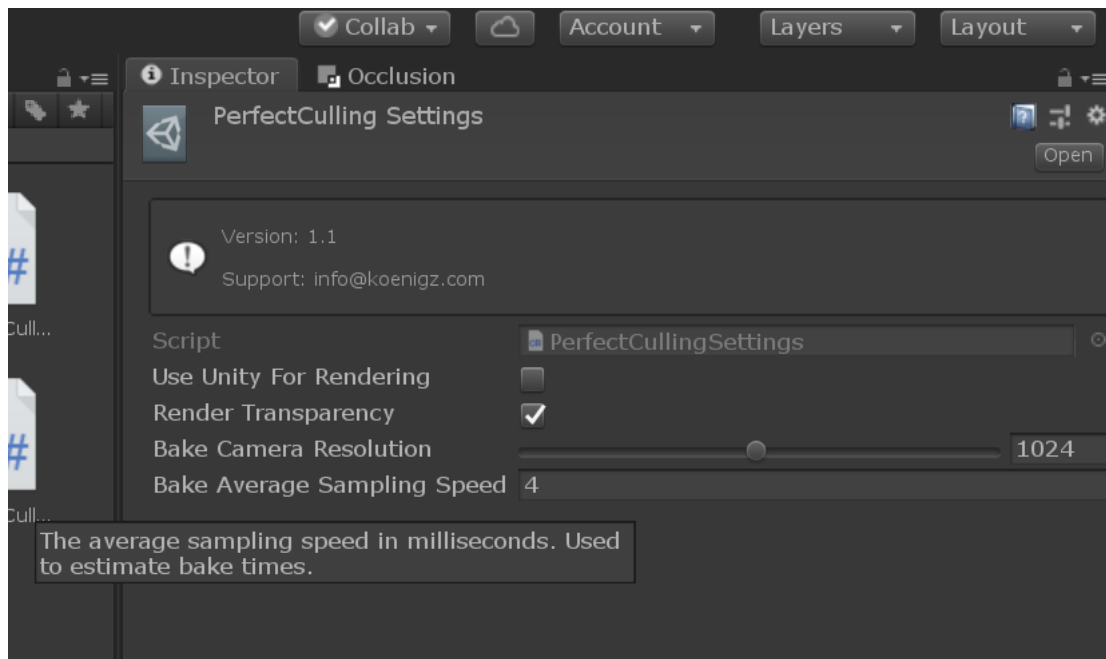 Collab
Account
Layers
Layout
Inspector
Occlusion
PerfectCulling Settings
Open
Version: 1.1
Support: info@koenigz.com
#
Cull...
Script
PerfectCullingSettings
Use Unity For Rendering
Render Transparency
Bake Camera Resolution
1024
#
Bake Average Sampling Speed
4
Cull...
The average sampling speed in milliseconds. Used
to estimate bake times.